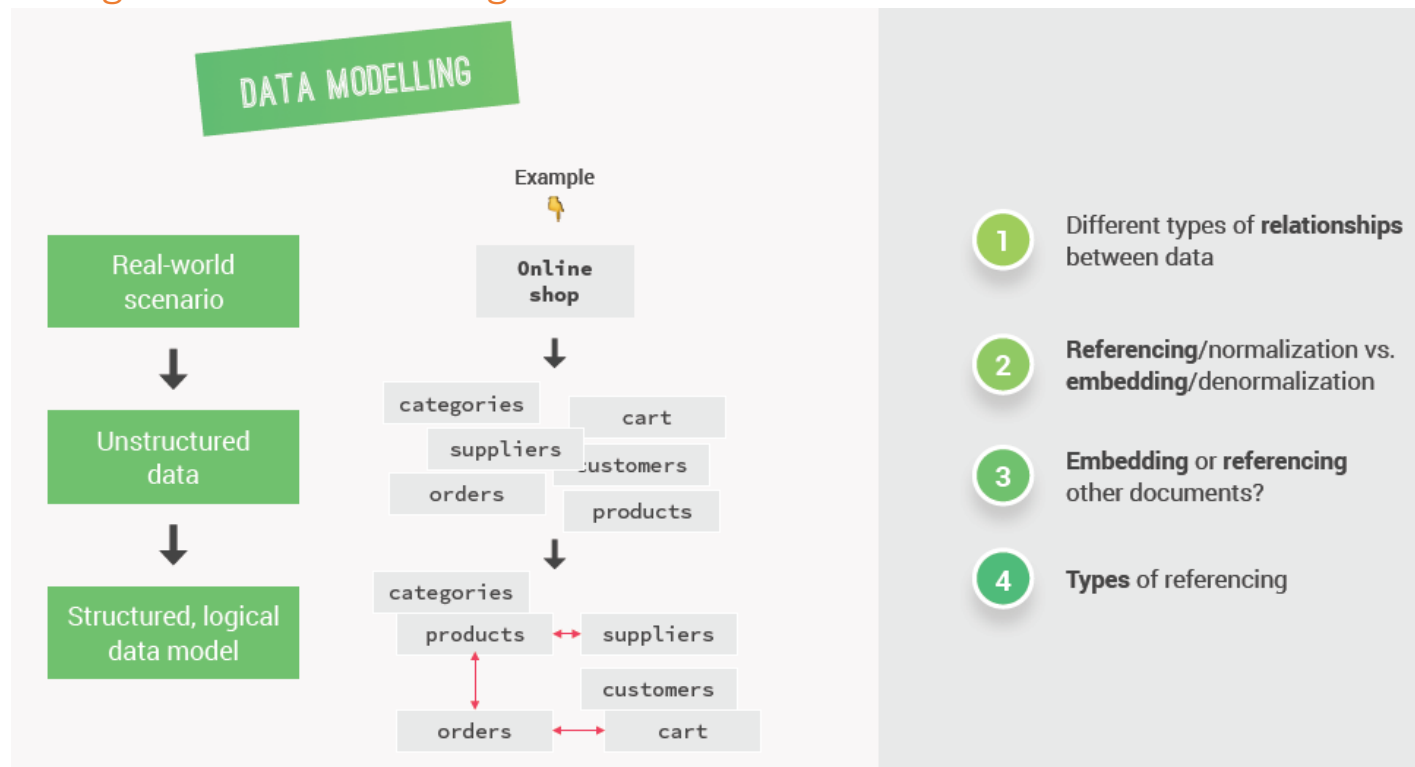 DATA MODELLING
Example
Real-world
scenario
Unstructured
data
Structured, logical
data model
Online
shop
categories
cart
suppliers
customers
orders
products
categories
products
suppliers
customers
orders
cart
1
Different types of relationships
between data
2
Referencing/normalization vs.
embedding/denormalization
3
Embedding or referencing
other documents?
4
Types of referencing